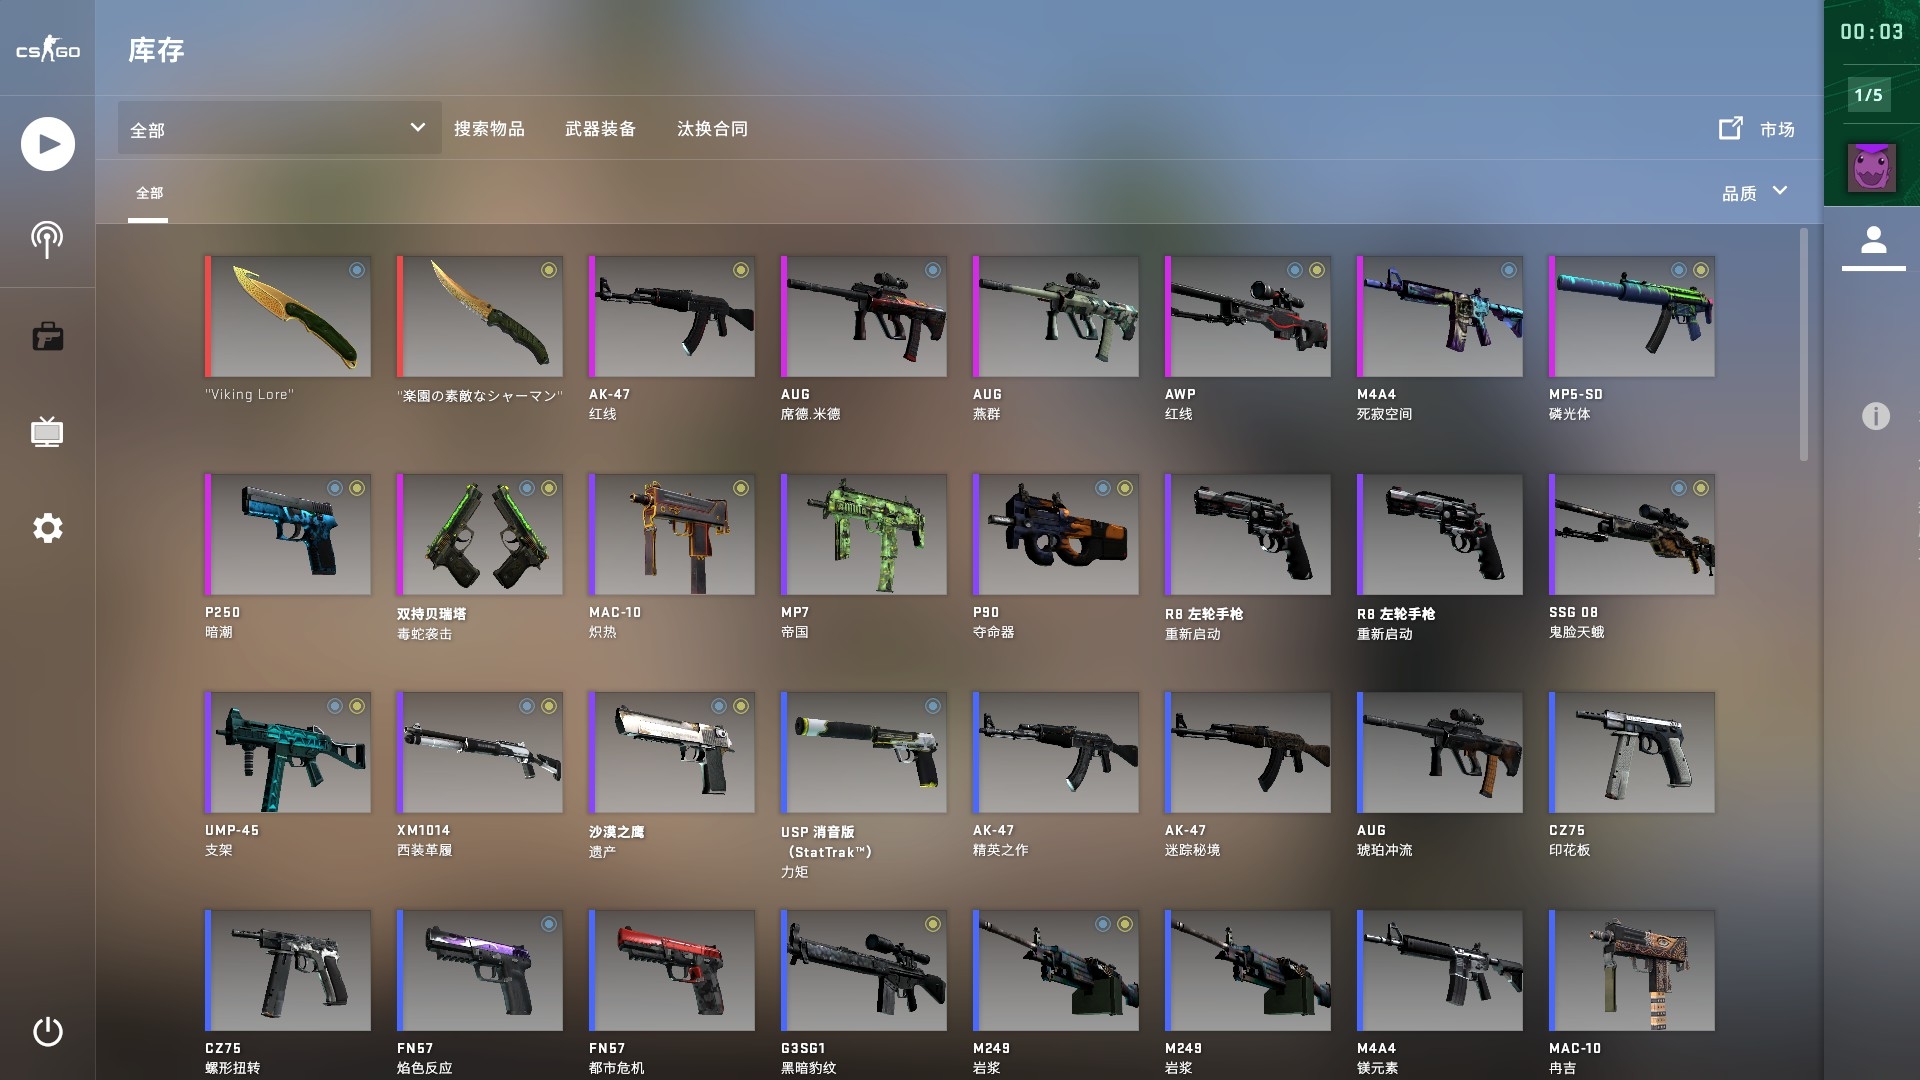 CS GO
库存
00:03
1/5
全部
搜索物品
武器装备
汰换合同
市场
全部
品质
"Viking Lore"
"楽園の素敵なシャーマン"
AK-47
红线
AUG
席德.米德
AUG
燕群
AWP
红线
M4A4
死寂空间
MP5-SD
磷光体
P250
暗潮
双持贝瑞塔
毒蛇袭击
MAC-10
炽热
MP7
帝国
P90
夺命器
R8 左轮手枪
重新启动
R8 左轮手枪
重新启动
SSG 08
鬼脸天蛾
UMP-45
支架
XM1014
西装革履
沙漠之鹰
遗产
USP 消音版
（StatTrak™）
力矩
AK-47
精英之作
AK-47
迷踪秘境
AUG
琥珀冲流
CZ75
印花板
CZ75
螺形扭转
FN57
焰色反应
FN57
都市危机
G3SG1
黑暗豹纹
M249
岩浆
M249
岩浆
M4A4
镁元素
MAC-10
冉吉